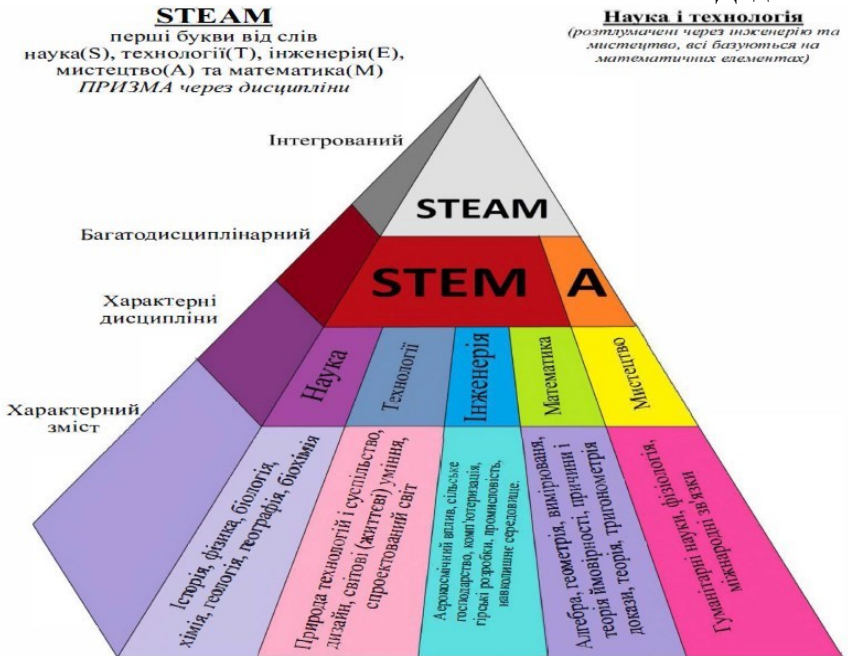 STEAM
перші букви від слів
наука(S), технології(T), інженерія(E),
мистецтво(A) та математика(M)
ПРИЗМА через дисципліни
Наука і технологія
(розтлумачені через інженерію та
мистецтво, всі базуються на
математичних елементах)
Інтегрований
STEAM
Багатодисциплінарний
STEM
A
Характерні
дисципліни
Наука
Технології
Інженерія
Математика
Мистецтво
Характерний
зміст
Історія, фізика, біологія,
хімія, геологія, географія, біохімія
Природа технологій і суспільство,
дизайн, світові (життєві) уміння,
спроектований світ
Аерокосмічний вплив, сільське
господарство, комп'ютеризація,
гірські розробки, промисловість,
навколишнє середовище.
Алгебра, геометрія, вимірюваня,
теорія ймовірності, причини і
докази, теорія, тригонометрія
Гуманітарні науки, фізіологія,
міжнародні зв'язки